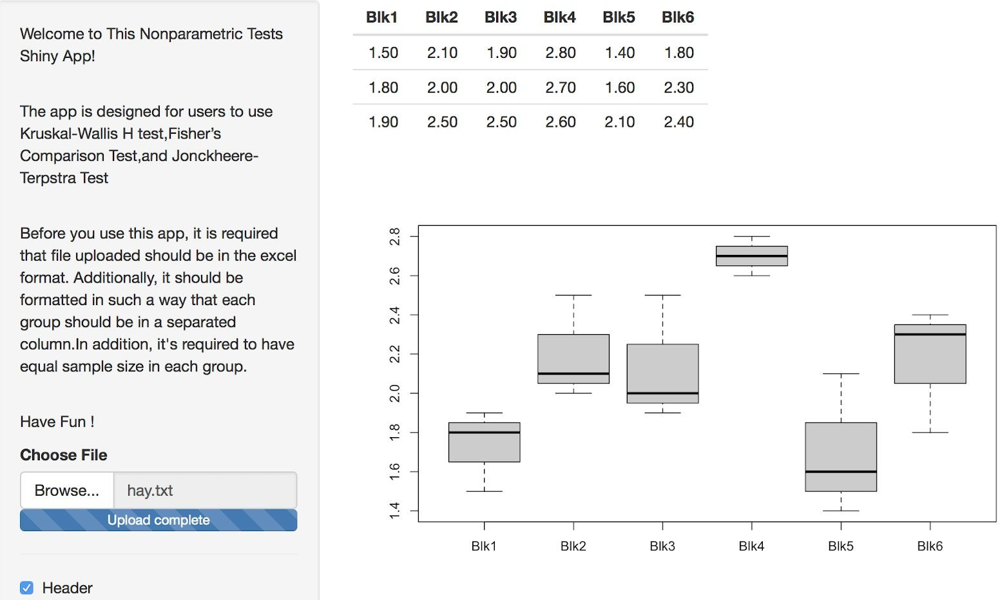 Welcome to This Nonparametric Tests
Shiny App!
The app is designed for users to use
Kruskal-Wallis H test,Fisher’s
Comparison Test,and Jonckheere-
Terpstra Test
Before you use this app, it is required
that file uploaded should be in the excel
format. Additionally, it should be
formatted in such a way that each
group should be in a separated
column.In addition, it's required to have
equal sample size in each group.
Have Fun !
Choose File
Browse... hay.txt
Upload complete
Header
Blk1 Blk2 Blk3 Blk4 Blk5 Blk6
1.50 2.10 1.90 2.80 1.40 1.80
1.80 2.00 2.00 2.70 1.60 2.30
1.90 2.50 2.50 2.60 2.10 2.40
2.8
2.6
2.4
2.2
2.0
1.8
1.6
1.4
Blk1 Blk2 Blk3 Blk4 Blk5 Blk6